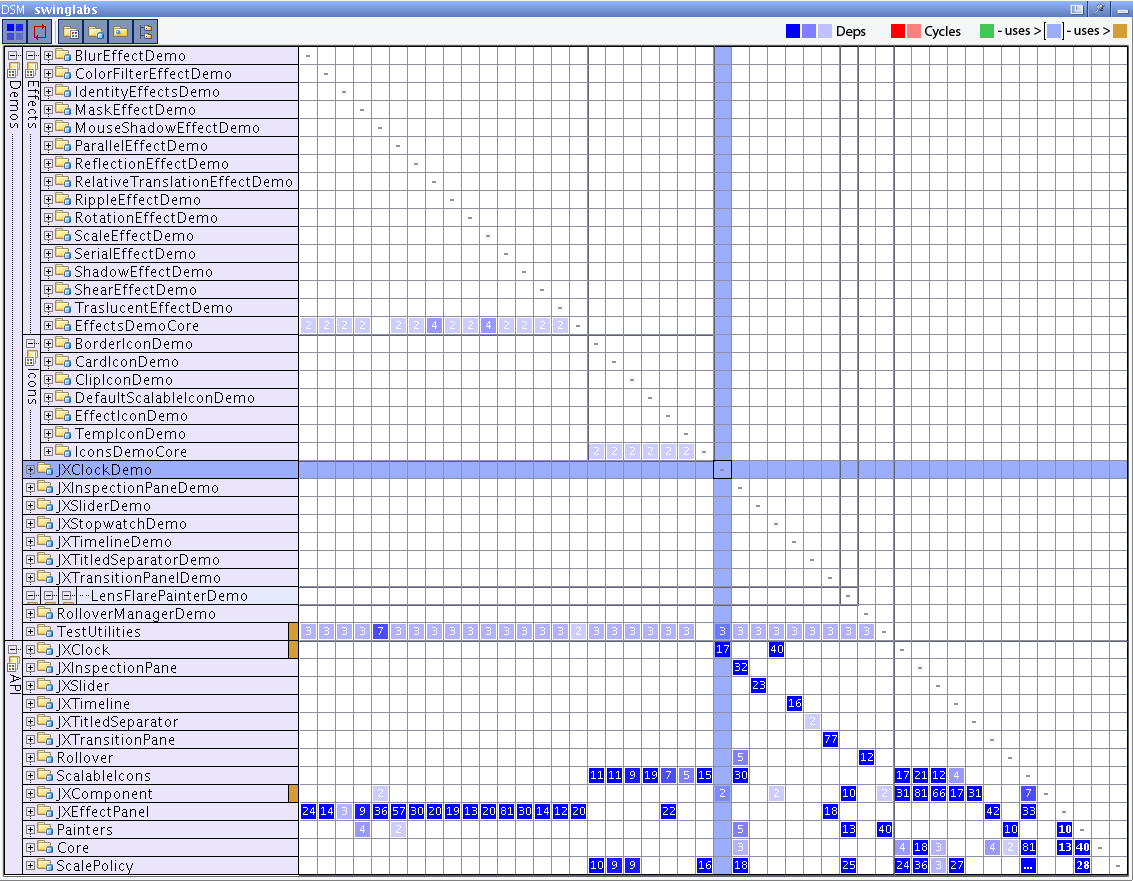 DSM swinglabs
Deps Cycles - uses > [ ] - uses >
Demos
Effects
BlurEffectDemo -
ColorFilterEffectDemo -
IdentityEffectsDemo -
MaskEffectDemo -
MouseShadowEffectDemo -
ParallelEffectDemo -
ReflectionEffectDemo -
RelativeTranslationEffectDemo -
RippleEffectDemo -
RotationEffectDemo -
ScaleEffectDemo -
SerialEffectDemo -
ShadowEffectDemo -
ShearEffectDemo -
TraslucentEffectDemo -
EffectsDemoCore 2 2 2 2 2 2 4 2 2 4 2 2 2 2 -
Icons
BorderIconDemo -
CardIconDemo -
ClipIconDemo -
DefaultScalableIconDemo -
EffectIconDemo -
TempIconDemo -
IconsDemoCore 2 2 2 2 2 2 -
JXClockDemo -
JXInspectionPaneDemo -
JXSliderDemo -
JXStopwatchDemo -
JXTimelineDemo -
JXTitledSeparatorDemo -
JXTransitionPanelDemo -
LensFlarePainterDemo -
RolloverManagerDemo -
TestUtilities 3 3 3 3 7 3 3 3 3 3 3 3 3 3 3 2 3 3 3 3 3 3 3 3 3 3 3 3 3 3 3 -
API
JXClock 17 40 -
JXInspectionPane 32 -
JXSlider 23 -
JXTimeline 16 -
JXTitledSeparator 2 -
JXTransitionPane 77 -
Rollover 5 12 -
ScalableIcons 11 11 9 19 7 5 15 30 17 21 12 4 -
JXComponent 2 2 2 10 2 31 81 66 17 31 7 -
JXEffectPanel 24 14 3 9 36 57 30 20 19 13 20 81 30 14 12 20 22 18 42 33 -
Painters 4 2 5 13 40 10 10 -
Core 3 4 18 3 4 2 81 13 40 -
ScalePolicy 10 9 9 16 18 25 24 36 3 27 ... 28 -